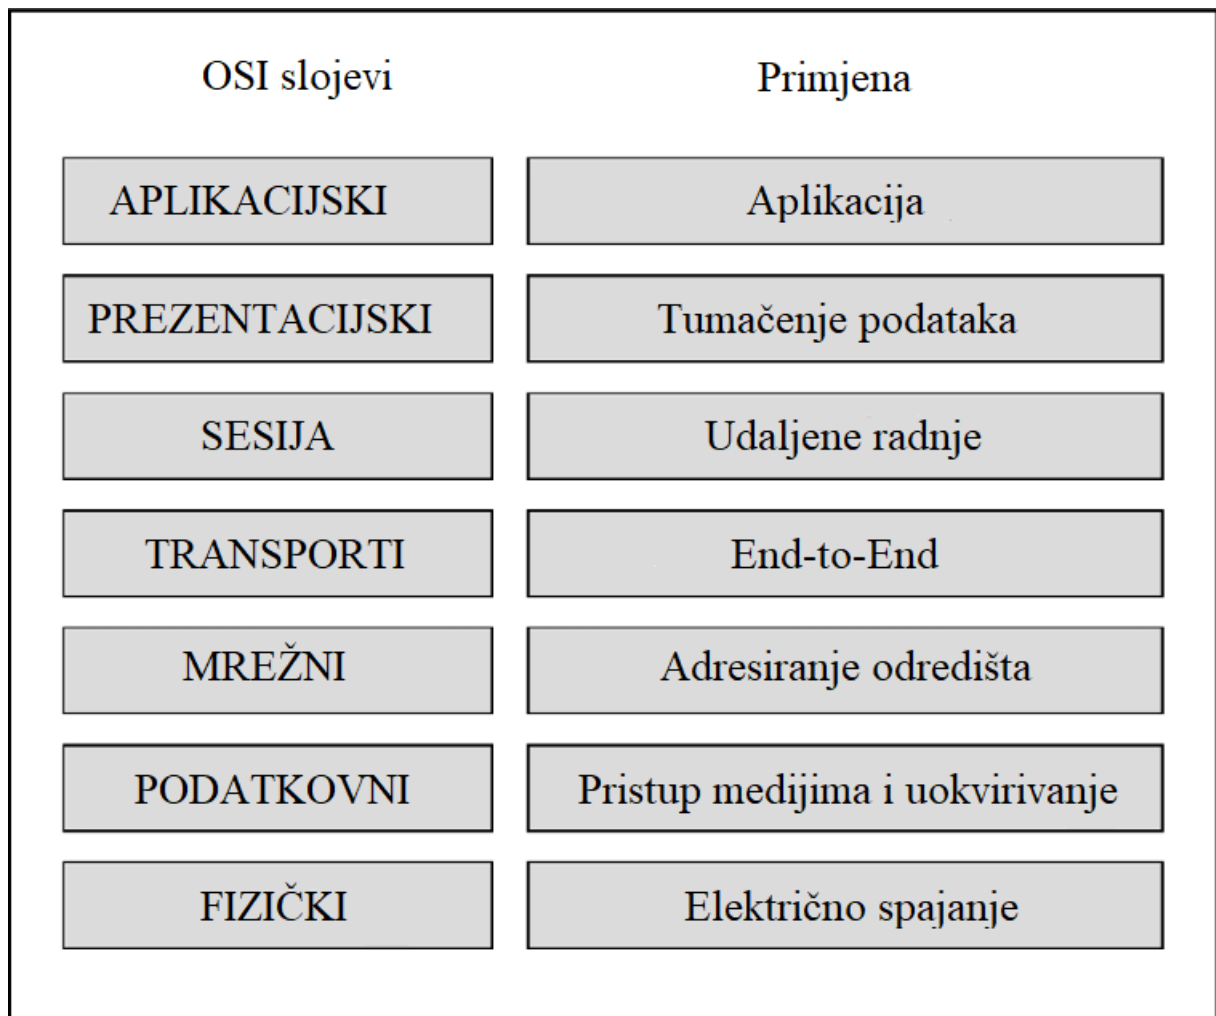 OSI slojevi Primjena
APLIKACIJSKI Aplikacija
PREZENTACIJSKI Tumačenje podataka
SESIJA Udaljene radnje
TRANSPORTI End-to-End
MREŽNI Adresiranje odredišta
PODATKOVNI Pristup medijima i uokvirivanje
FIZIČKI Električno spajanje